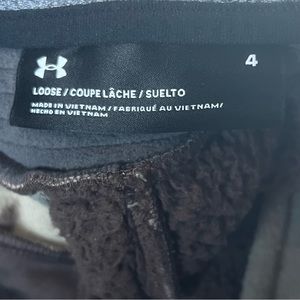 4
LOOSE / COUPE LÂCHE / SUELTO
MADE IN VIETNAM / FABRIQUÉ AU VIETNAM/
HECHO EN VIETNAM